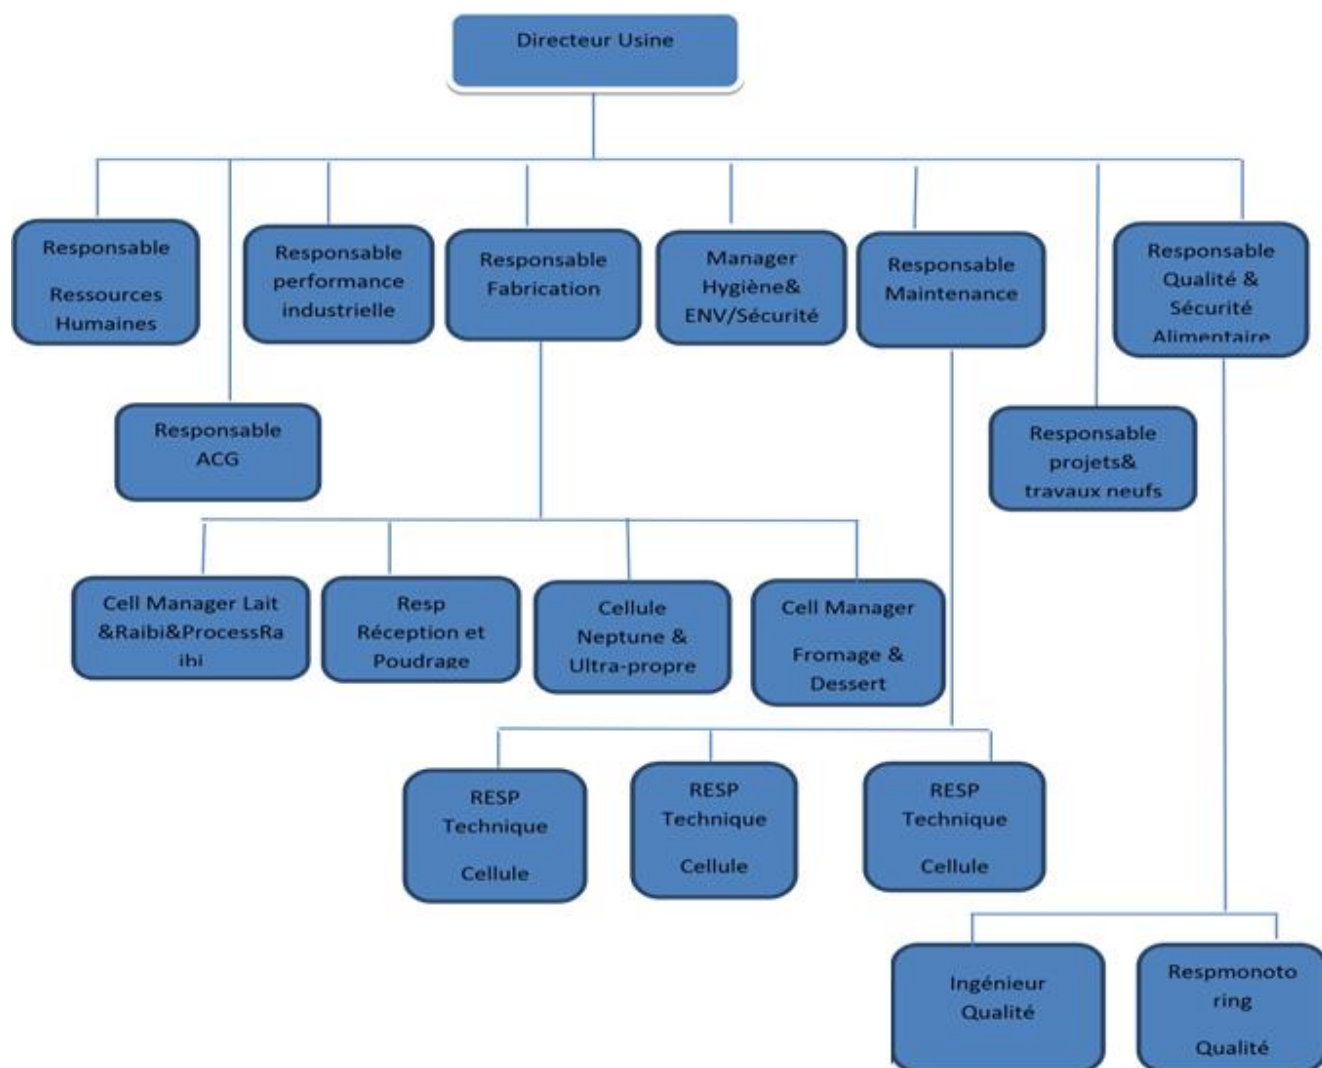 Directeur Usine
Responsable
Ressources
Humaines
Responsable
performance
industrielle
Responsable
Fabrication
Manager
Hygiène&
ENV/Sécurité
Responsable
Maintenance
Responsable
Qualité &
Sécurité
Alimentaire
Responsable
ACG
Responsable
projets&
travaux neufs
Cell Manager Lait
&Raibi&ProcessRa
ibi
Resp
Réception et
Poudrage
Cellule
Neptune &
Ultra-propre
Cell Manager
Fromage &
Dessert
RESP
Technique
Cellule
RESP
Technique
Cellule
RESP
Technique
Cellule
Ingénieur
Qualité
Respmonoto
ring
Qualité